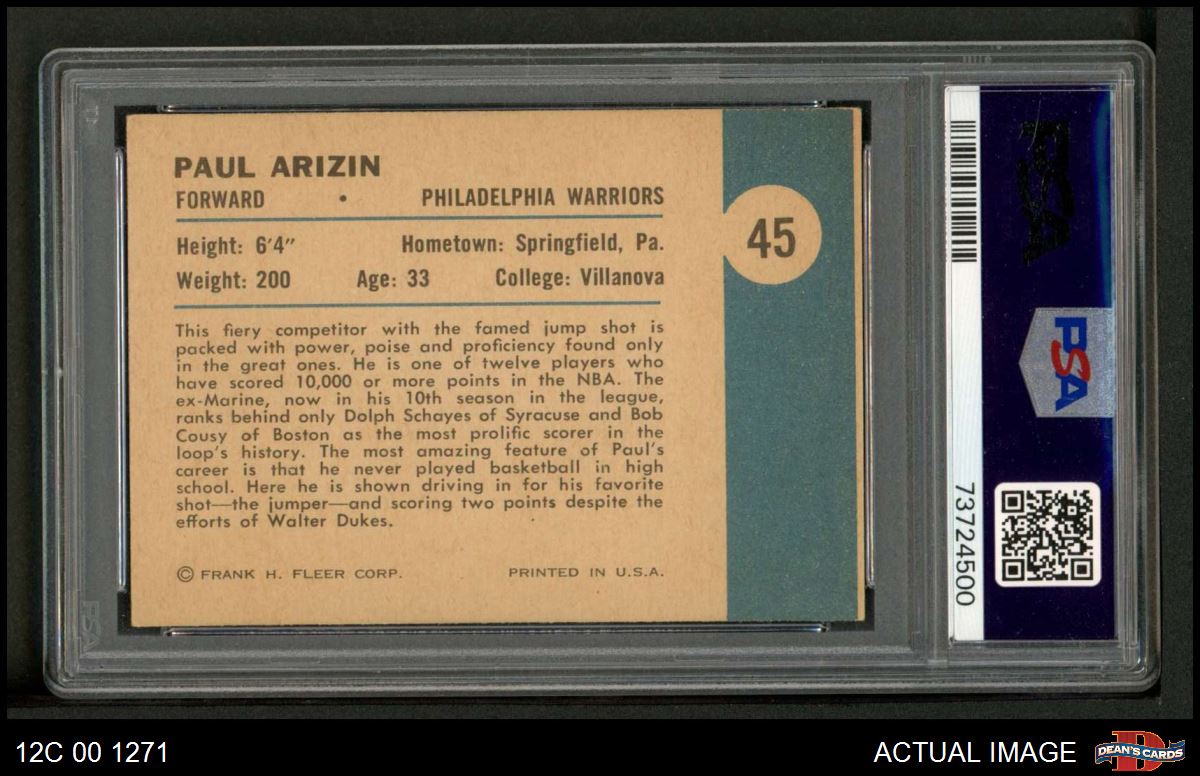 PAUL ARIZIN
FORWARD • PHILADELPHIA WARRIORS
Height: 6'4" Hometown: Springfield, Pa.
Weight: 200 Age: 33 College: Villanova
45
This fiery competitor with the famed jump shot is
packed with power, poise and proficiency found only
in the great ones. He is one of twelve players who
have scored 10,000 or more points in the NBA. The
ex-Marine, now in his 10th season in the league,
ranks behind only Dolph Schayes of Syracuse and Bob
Cousy of Boston as the most prolific scorer in the
loop's history. The most amazing feature of Paul's
career is that he never played basketball in high
school. Here he is shown driving in for his favorite
shot—the jumper—and scoring two points despite the
efforts of Walter Dukes.
© FRANK H. FLEER CORP. PRINTED IN U.S.A.
PSA
PSA
73724500
PSA
12C 00 1271
ACTUAL IMAGE
DEAN'S CARDS